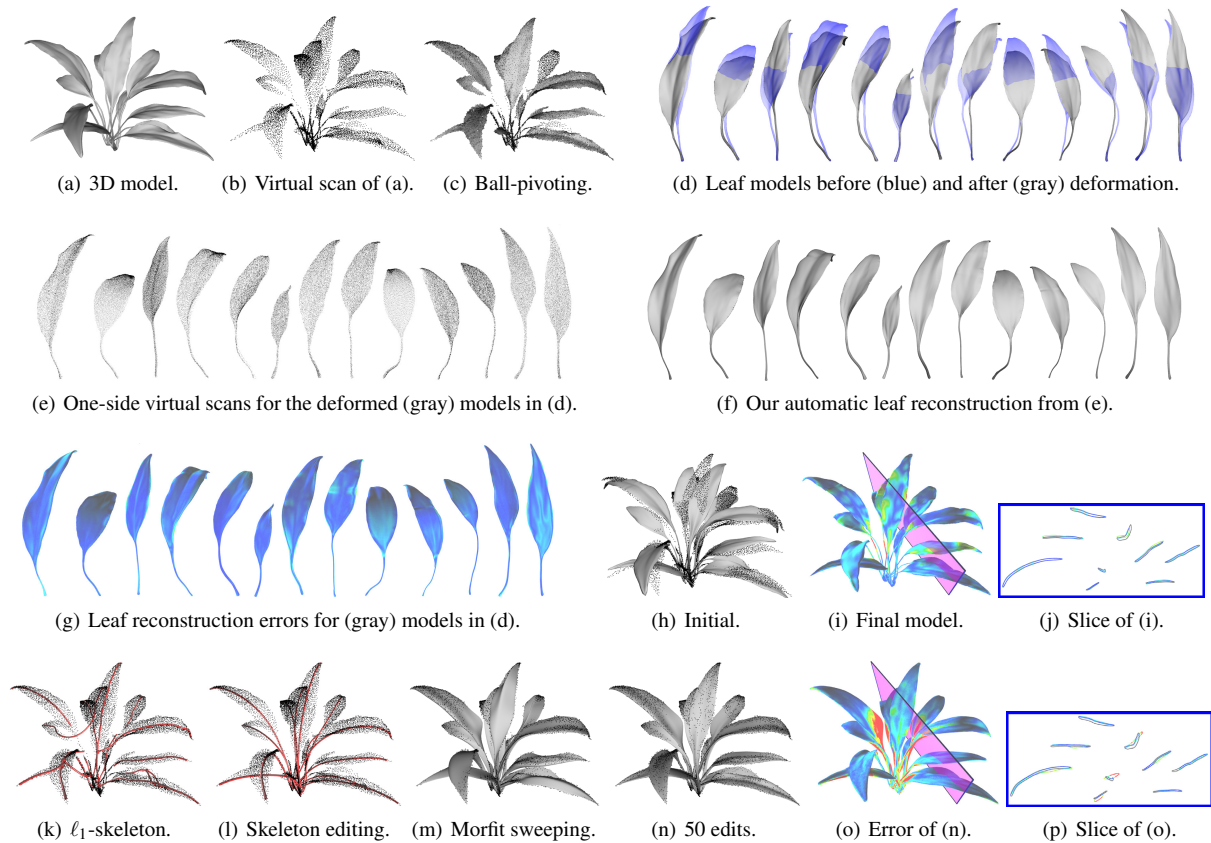 (a) 3D model.
(b) Virtual scan of (a).
(c) Ball-pivoting.
(d) Leaf models before (blue) and after (gray) deformation.
(e) One-side virtual scans for the deformed (gray) models in (d).
(f) Our automatic leaf reconstruction from (e).
(g) Leaf reconstruction errors for (gray) models in (d).
(h) Initial.
(i) Final model.
(j) Slice of (i).
(k) ℓ₁-skeleton.
(l) Skeleton editing.
(m) Morfit sweeping.
(n) 50 edits.
(o) Error of (n).
(p) Slice of (o).